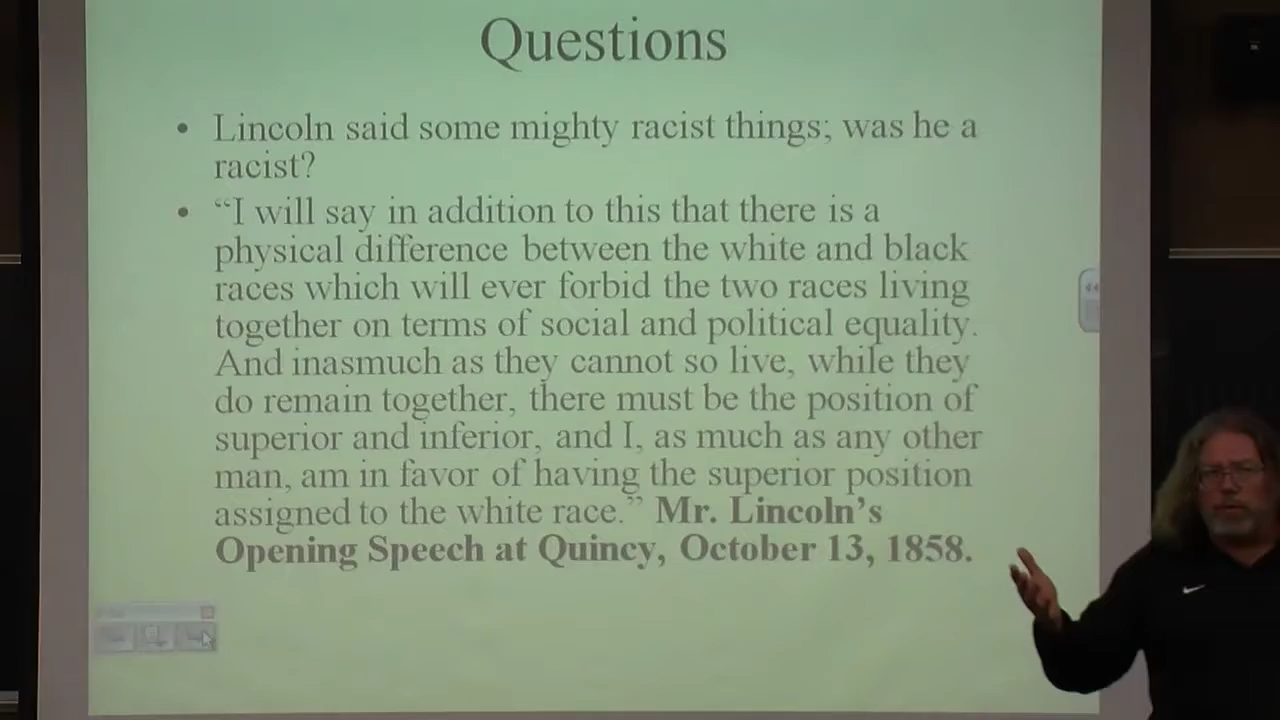 Questions
• Lincoln said some mighty racist things; was he a
racist?
• “I will say in addition to this that there is a
physical difference between the white and black
races which will ever forbid the two races living
together on terms of social and political equality.
And inasmuch as they cannot so live, while they
do remain together, there must be the position of
superior and inferior, and I, as much as any other
man, am in favor of having the superior position
assigned to the white race.” Mr. Lincoln’s
Opening Speech at Quincy, October 13, 1858.